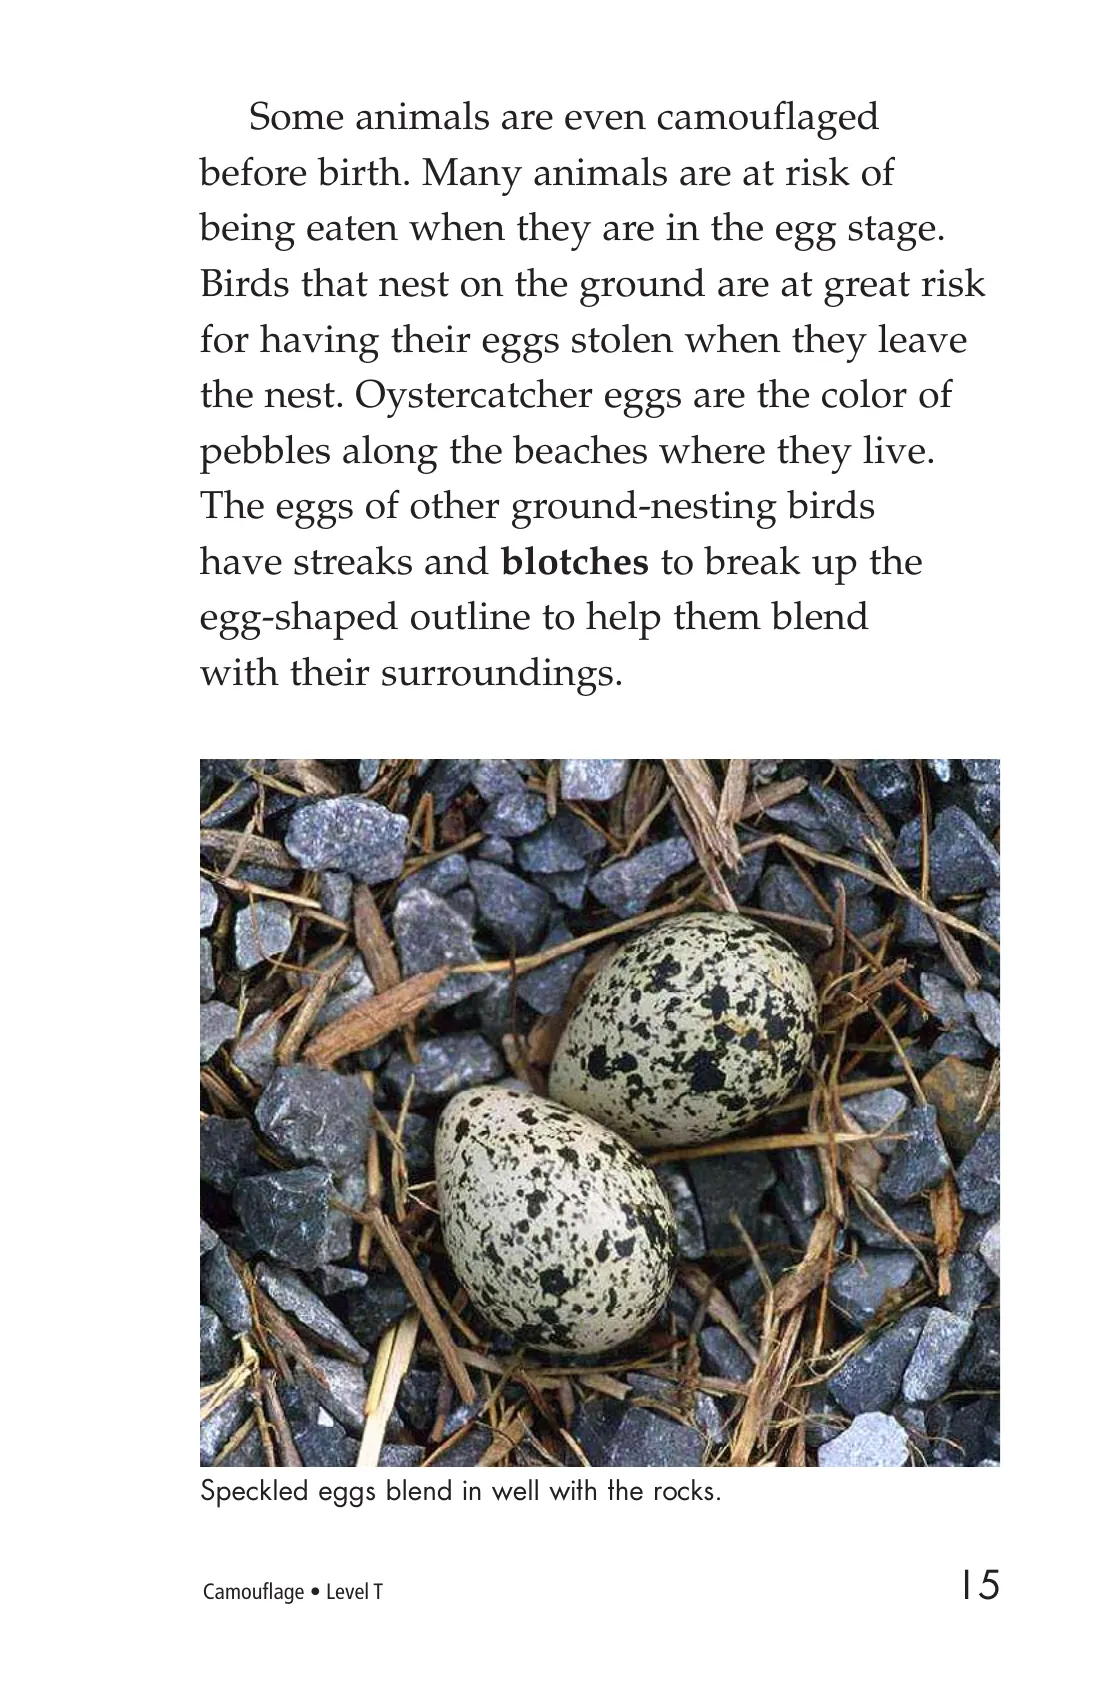 Some animals are even camouflaged
before birth. Many animals are at risk of
being eaten when they are in the egg stage.
Birds that nest on the ground are at great risk
for having their eggs stolen when they leave
the nest. Oystercatcher eggs are the color of
pebbles along the beaches where they live.
The eggs of other ground-nesting birds
have streaks and blotches to break up the
egg-shaped outline to help them blend
with their surroundings.
Speckled eggs blend in well with the rocks.
Camouflage • Level T
15